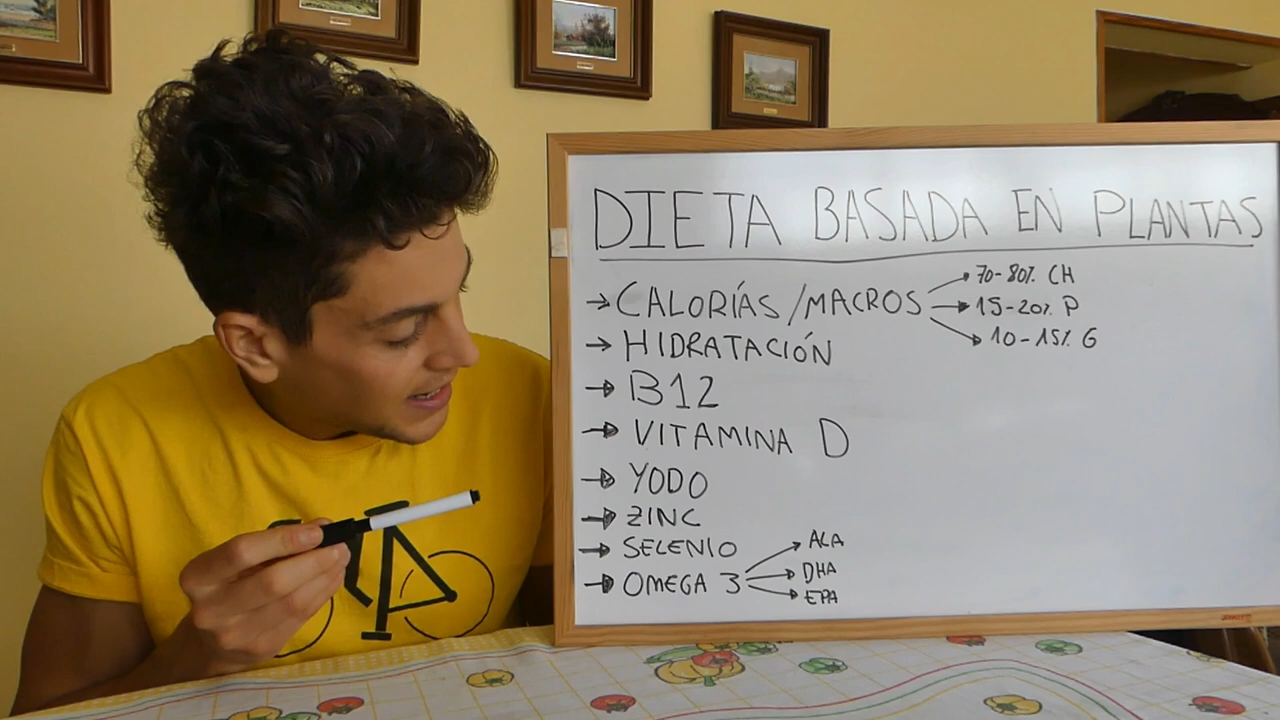 DIETA BASADA EN PLANTAS
→ CALORÍAS/MACROS → 70-80% CH
→ 15-20% P
→ 10-15% G
→ HIDRATACIÓN
→ B12
→ VITAMINA D
→ YODO
→ ZINC
→ SELENIO
→ OMEGA 3 → ALA
→ DHA
→ EPA